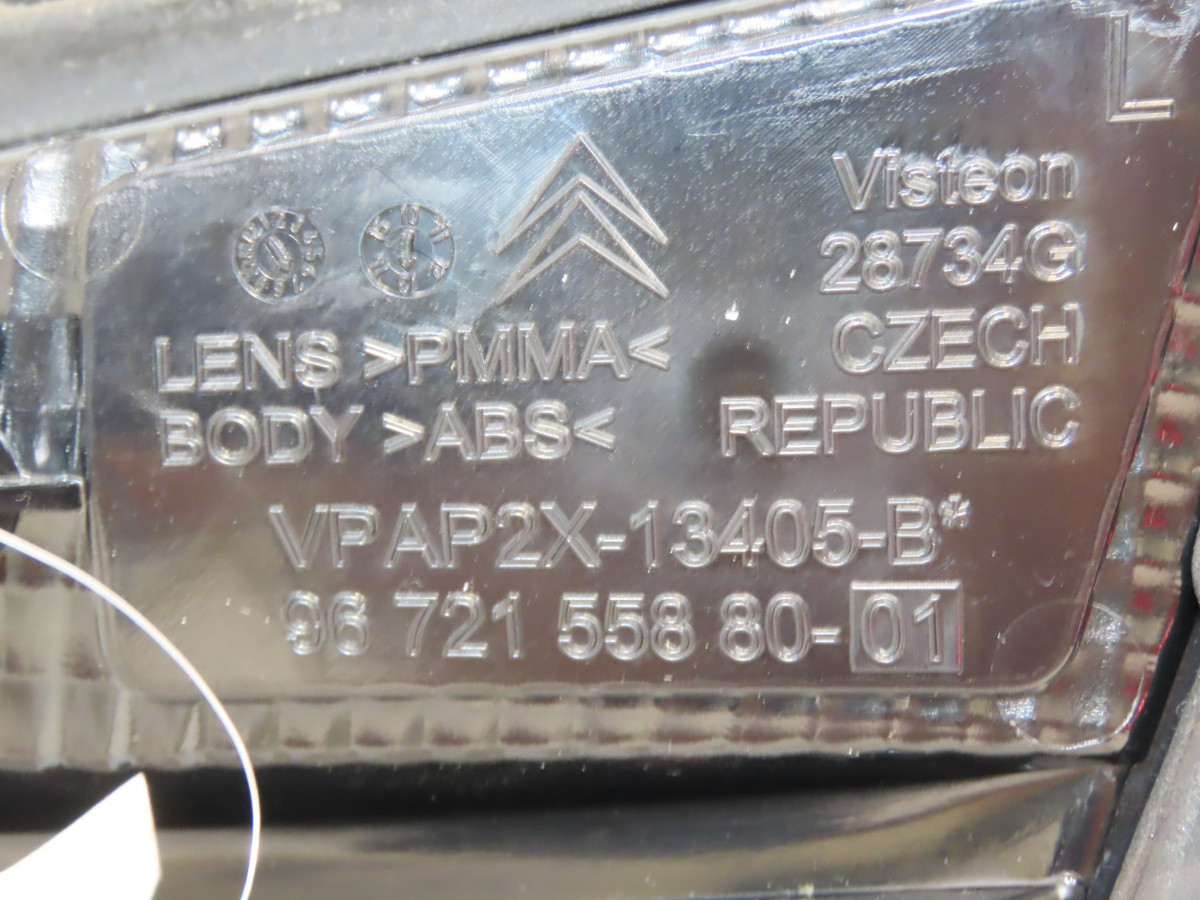 L
Visteon
28734G
CZECH
REPUBLIC
LENS >PMMA<
BODY >ABS<
VPAP2X-13405-B*
96 721 558 80-01